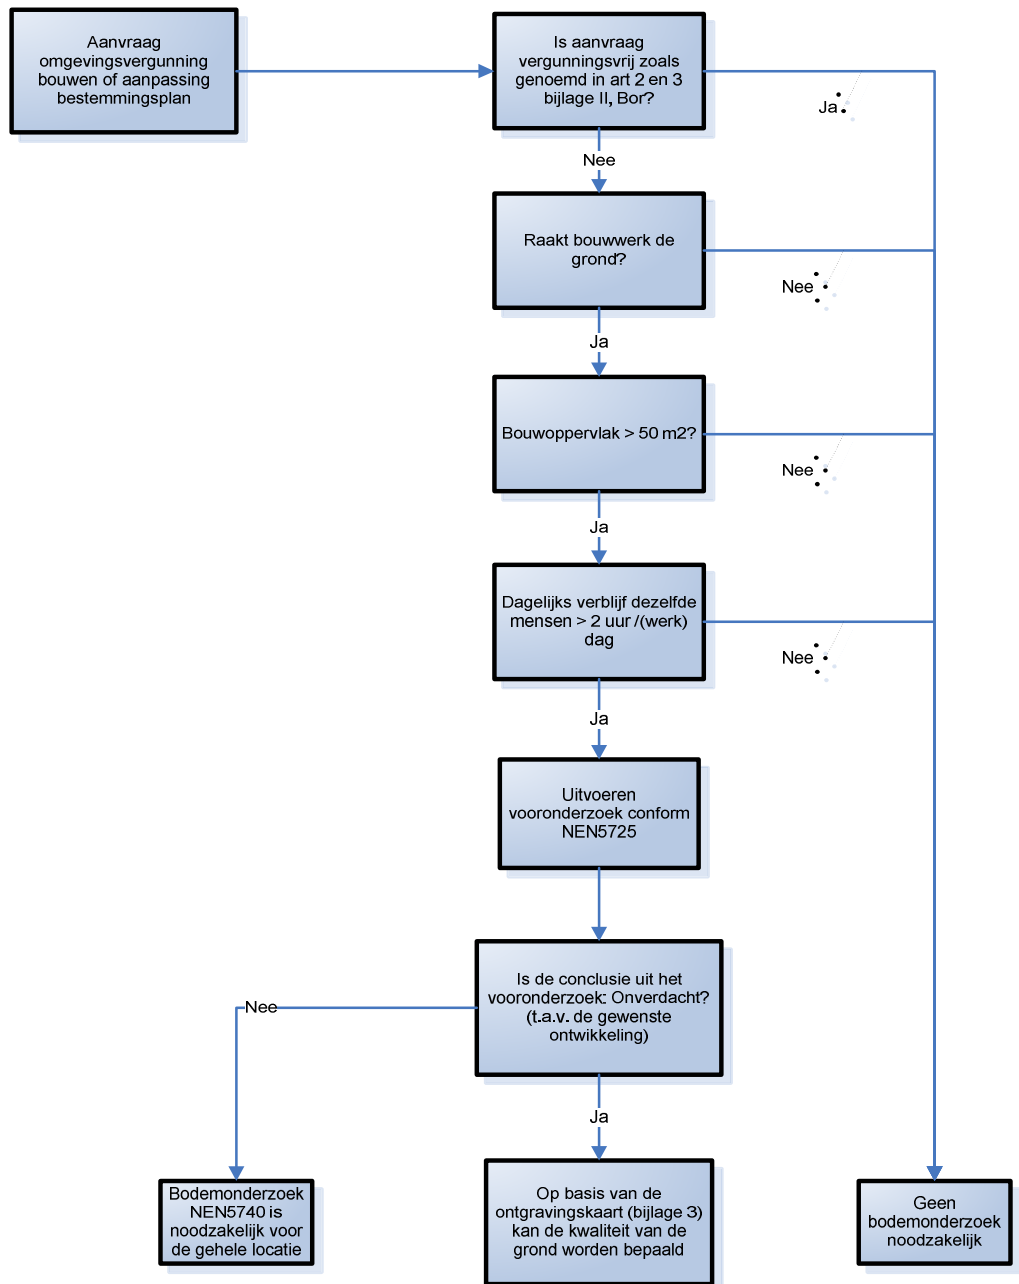 Aanvraag
omgevingsvergunning
bouwen of aanpassing
bestemmingsplan
Is aanvraag
vergunningsvrij zoals
genoemd in art 2 en 3
bijlage II, Bor?
Ja
Nee
Raakt bouwwerk de
grond?
Nee
Ja
Bouwoppervlak > 50 m2?
Nee
Ja
Dagelijks verblijf dezelfde
mensen > 2 uur /(werk)
dag
Nee
Ja
Uitvoeren
vooronderzoek conform
NEN5725
Is de conclusie uit het
vooronderzoek: Onverdacht?
(t.a.v. de gewenste
ontwikkeling)
Nee
Ja
Bodemonderzoek
NEN5740 is
noodzakelijk voor
de gehele locatie
Op basis van de
ontgravingskaart (bijlage 3)
kan de kwaliteit van de
grond worden bepaald
Geen
bodemonderzoek
noodzakelijk